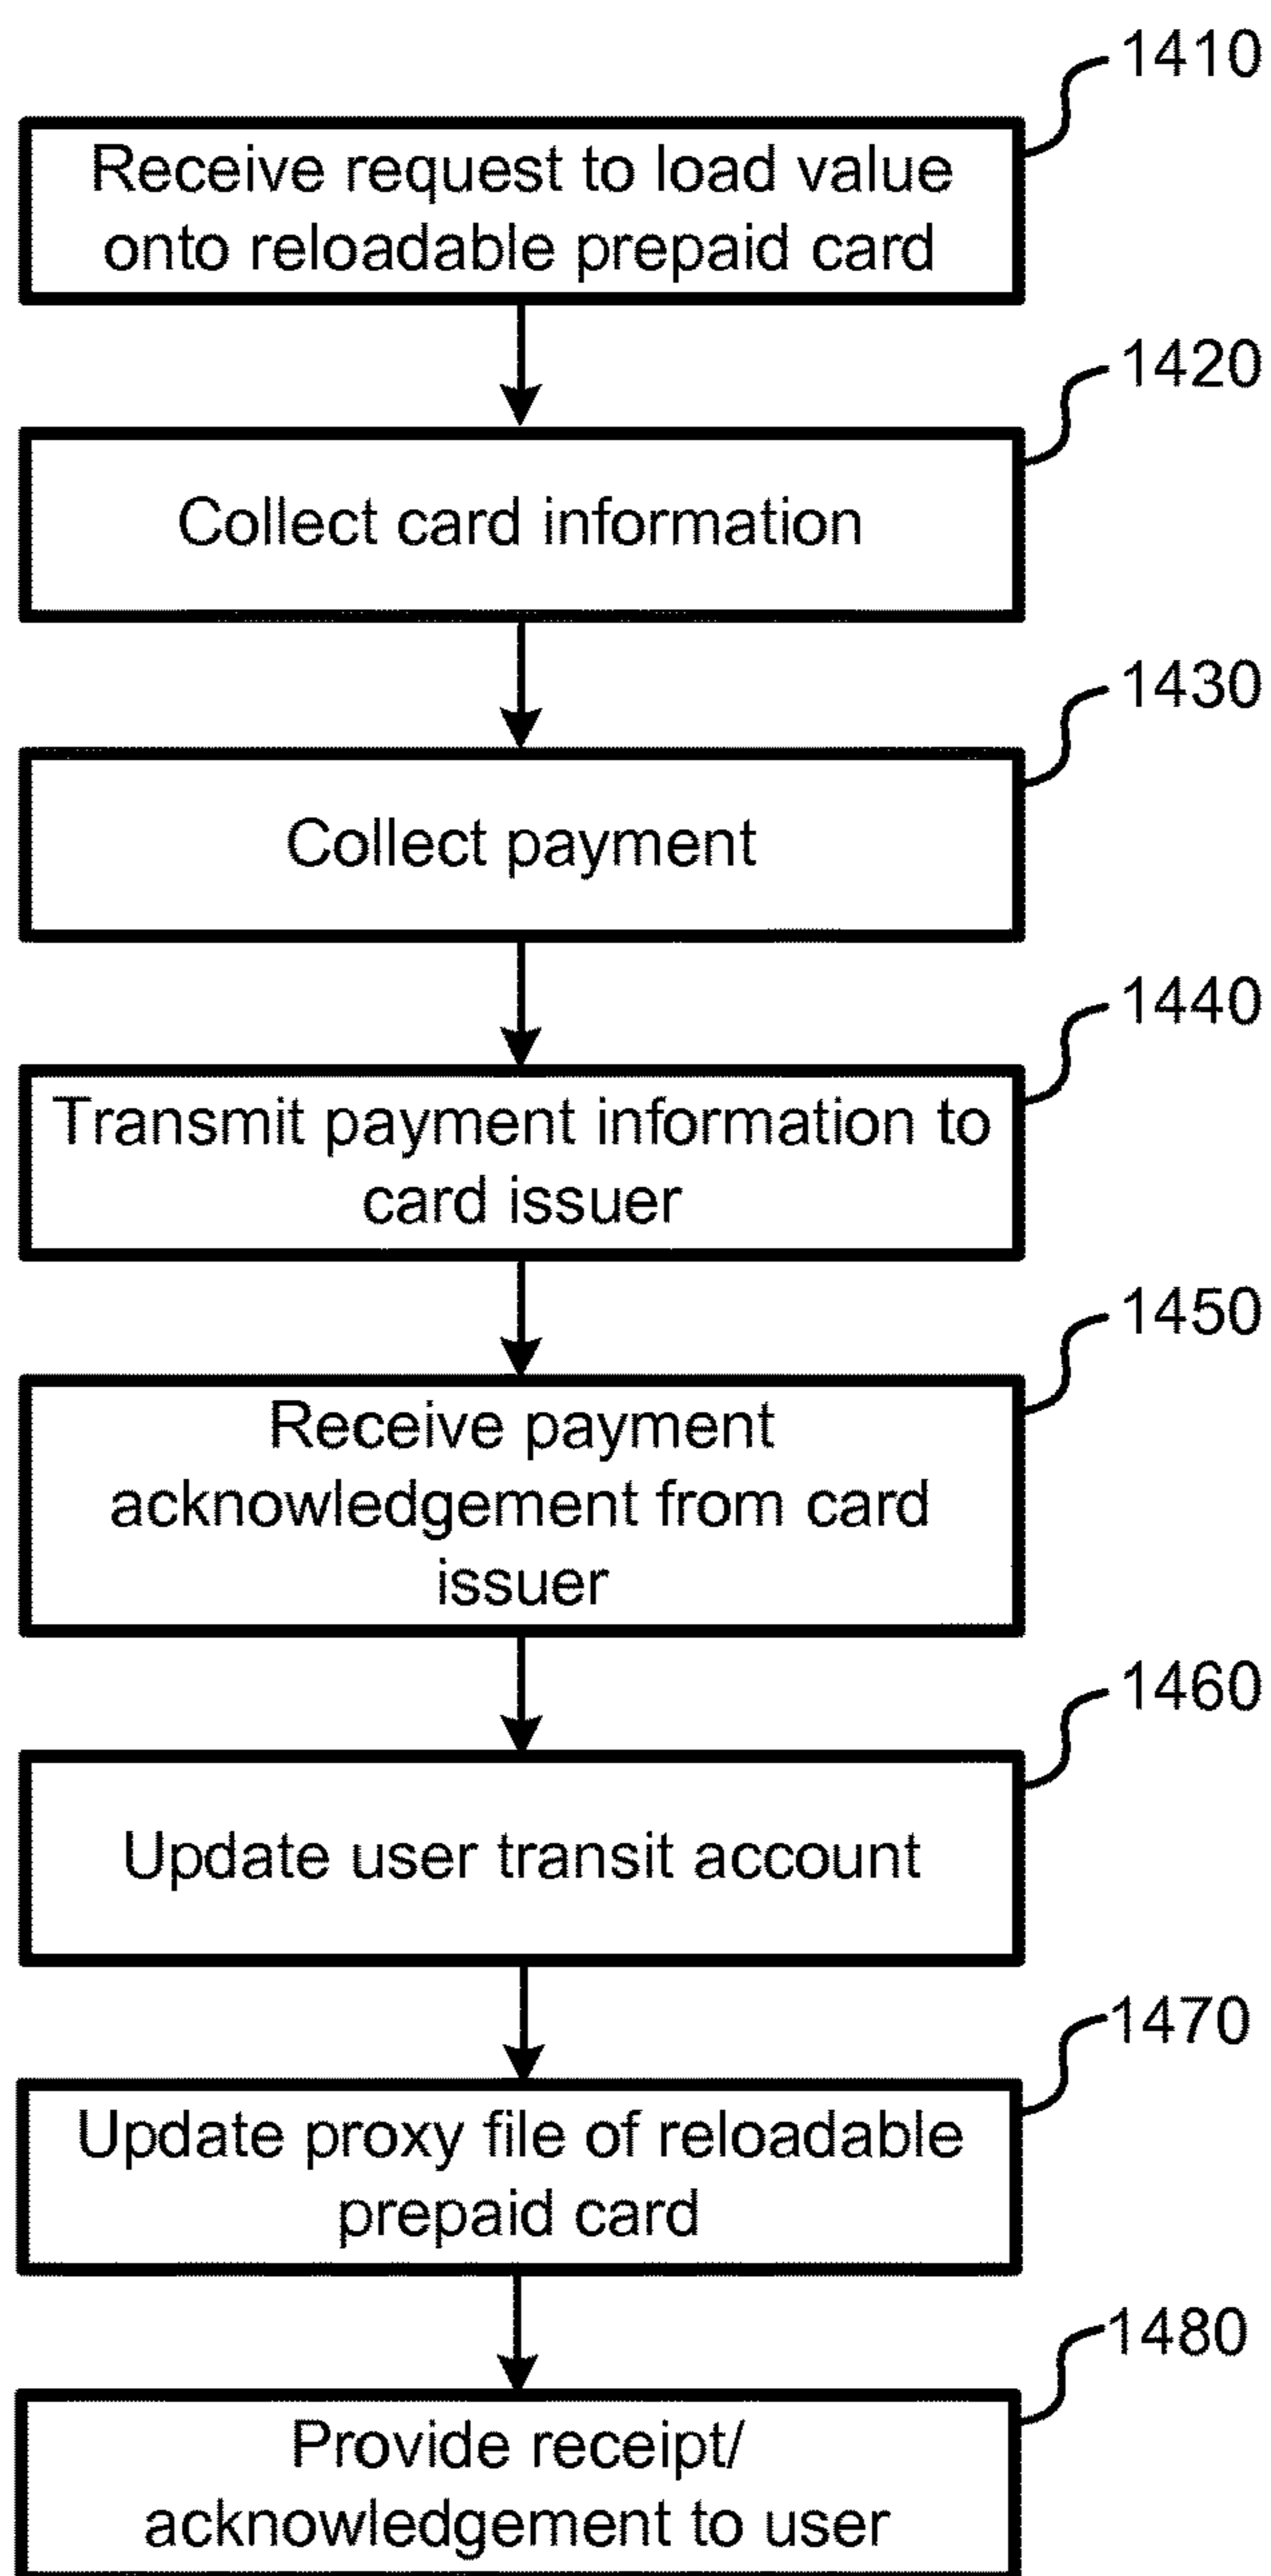 1410
Receive request to load value
onto reloadable prepaid card
1420
Collect card information
1430
Collect payment
1440
Transmit payment information to
card issuer
1450
Receive payment
acknowledgement from card
issuer
1460
Update user transit account
1470
Update proxy file of reloadable
prepaid card
1480
Provide receipt/
acknowledgement to user